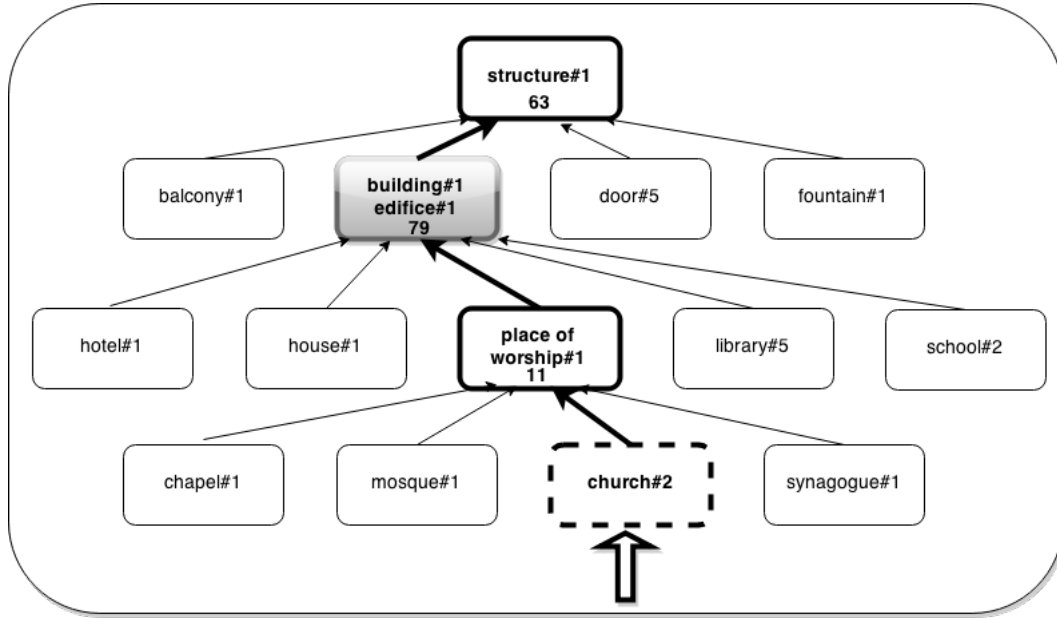 structure#1
63
balcony#1
building#1
edifice#1
79
door#5
fountain#1
hotel#1
house#1
place of
worship#1
11
library#5
school#2
chapel#1
mosque#1
church#2
synagogue#1